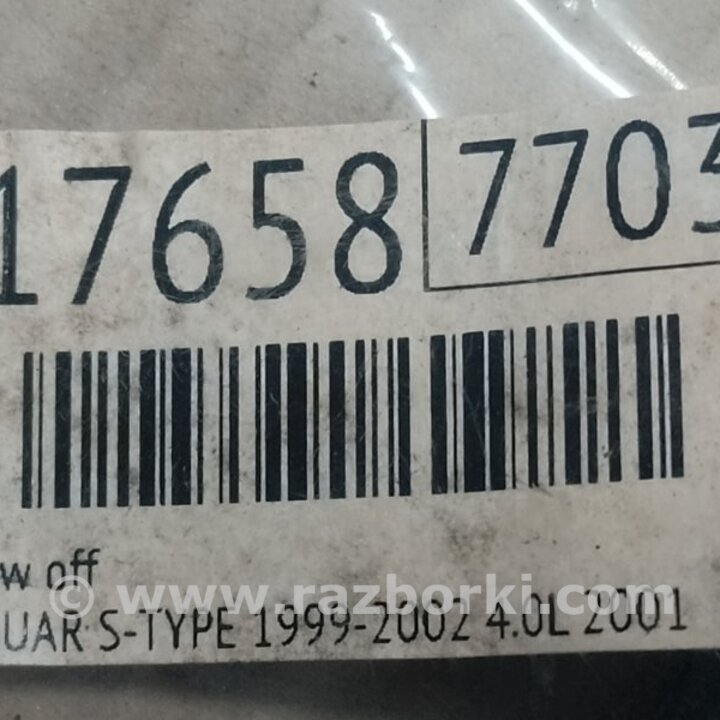 17658 7703
w off
© www.razborki.com
UAR S-TYPE 1999-2002 4.0L 2001